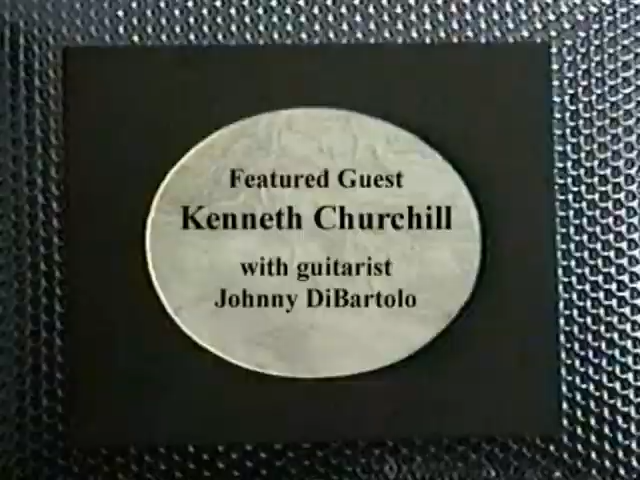 Featured Guest
Kenneth Churchill
with guitarist
Johnny DiBartolo